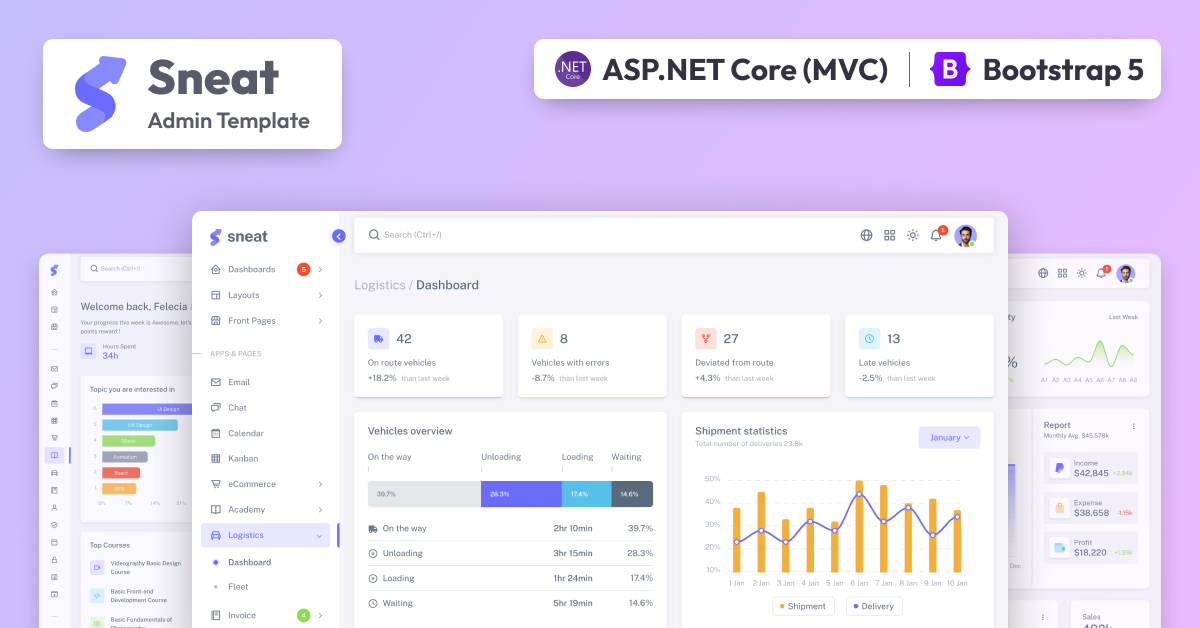 Sneat
Admin Template
.NET
Core
ASP.NET Core (MVC)
B
Bootstrap 5
sneat
Search (Ctrl+/)
8
Dashboards
5
Layouts
Front Pages
APPS & PAGES
Email
Chat
Calendar
Kanban
eCommerce
Academy
Logistics
Dashboard
Fleet
Invoice
4
Logistics / Dashboard
42
On route vehicles
+18.2% than last week
8
Vehicles with errors
-8.7% than last week
27
Deviated from route
+4.3% than last week
13
Late vehicles
-2.5% than last week
Vehicles overview
On the way
Unloading
Loading
Waiting
39.7%
28.3%
17.4%
14.6%
On the way 2hr 10min 39.7%
Unloading 3hr 15min 28.3%
Loading 1hr 24min 17.4%
Waiting 5hr 19min 14.6%
Shipment statistics
Total number of deliveries 23.8k
January
50%
40%
30%
20%
10%
1 Jan 2 Jan 3 Jan 4 Jan 5 Jan 6 Jan 7 Jan 8 Jan 9 Jan 10 Jan
Shipment
Delivery
Search (Ctrl+/)
Welcome back, Felecia
Your progress this week is Awesome. let's
points reward !
Hours Spent
34h
Topic you are interested in
6
UI Design
5
UX Design
4
Music
3
Animation
2
React
1
SEO
0% 7% 14% 21%
Top Courses
Videography Basic Design
Course
Basic Front-end
Development Course
Basic Fundamentals of
Last Week
%
A1 A2 A3 A4 A5 A6 A7 A8 A9
Report
Monthly Avg. $45.578k
Income
$42,845 +2.34k
Expense
$38,658 -1.15k
Profit
$18,220 +1.35k
Dec
Sales